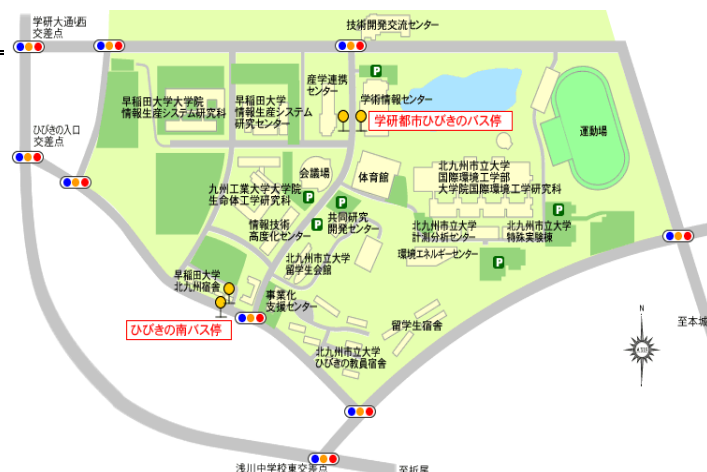 学研大通り西
交差点
技術開発交流センター
産学連携
センター
P
早稲田大学大学院
情報生産システム研究科
早稲田大学
情報生産システム
研究センター
学術情報センター
学研都市ひびきのバス停
運動場
ひびきの入口
交差点
会議場
体育館
北九州市立大学
国際環境工学部
大学院国際環境工学研究科
九州工業大学大学院
生命体工学研究科
P
P
P
共同研究
開発センター
情報技術
高度化センター
北九州市立大学
計測分析センター
北九州市立大学
特殊実験棟
P
環境エネルギーセンター
P
北九州市立大学
留学生会館
早稲田大学
北九州宿舎
事業化
支援センター
ひびきの南バス停
留学生宿舎
至本城
N
北九州市立大学
ひびきの教員宿舎
浅川中学校東交差点
至折尾